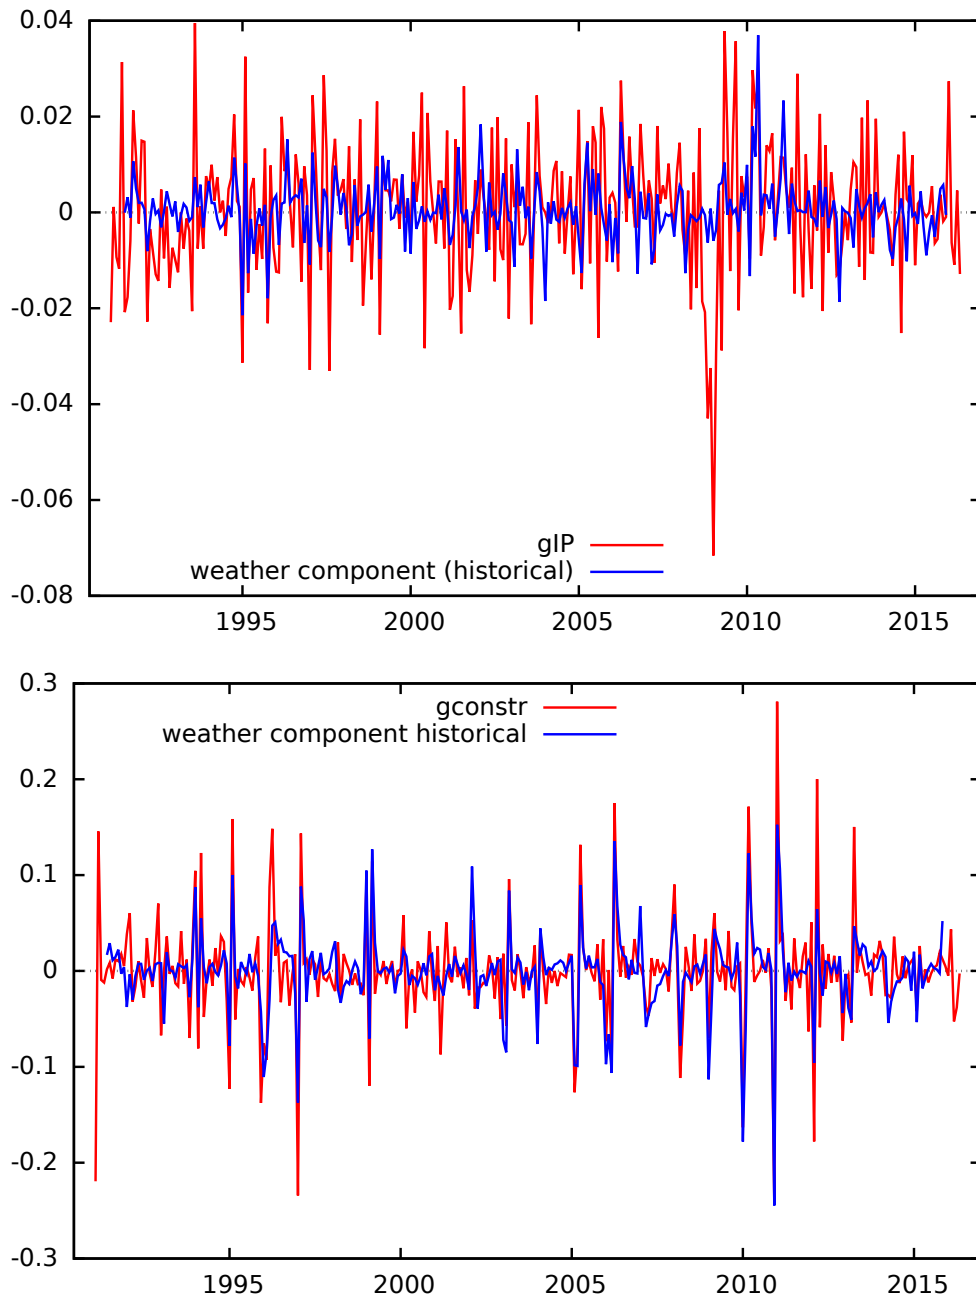 0.04
0.02
0
-0.02
-0.04
-0.06
-0.08
gIP
weather component (historical)
1995 2000 2005 2010 2015
0.3
0.2
0.1
0
-0.1
-0.2
-0.3
gconstr
weather component historical
1995 2000 2005 2010 2015